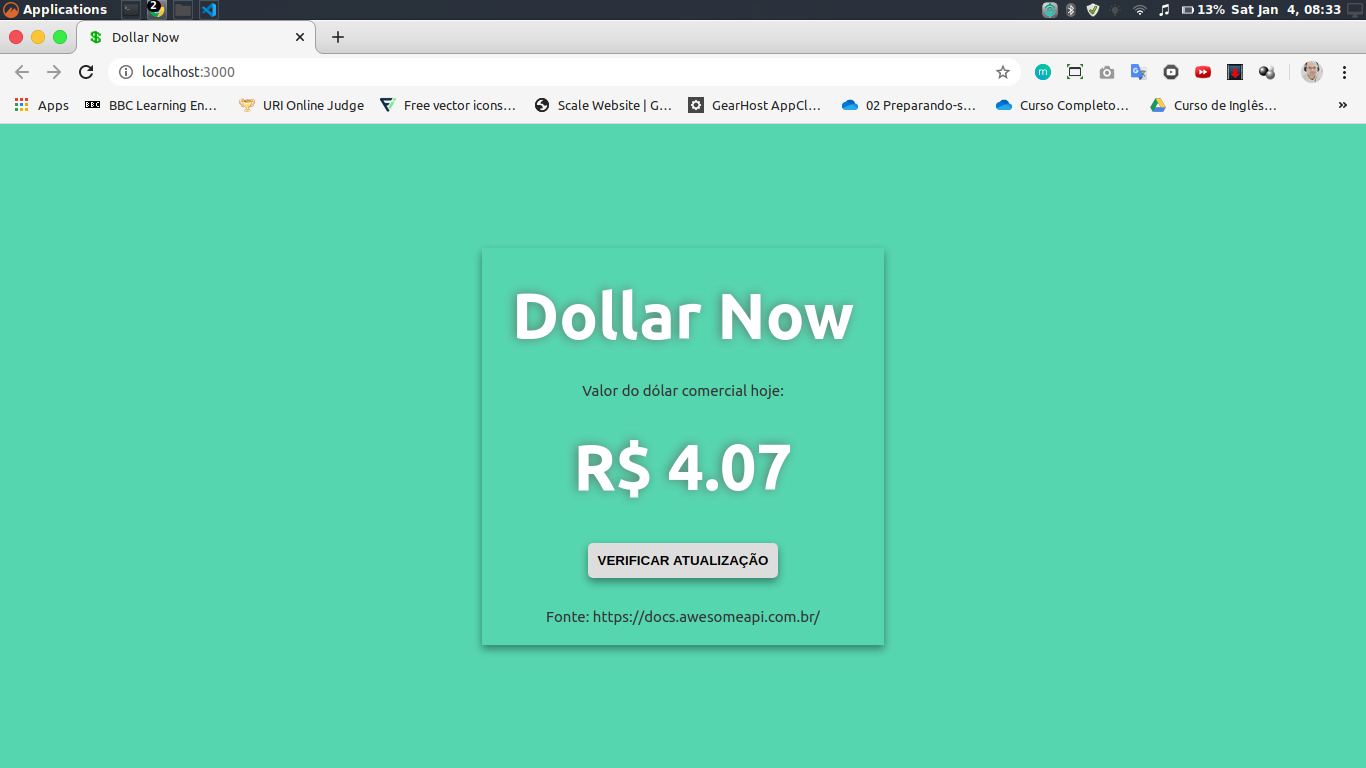 Applications 2 13% Sat Jan 4, 08:33
Dollar Now
localhost:3000
Apps BBC BBC Learning En... URI Online Judge Free vector icons... Scale Website | G... GearHost AppCl... 02 Preparando-s... Curso Completo... Curso de Inglês... »
Dollar Now
Valor do dólar comercial hoje:
R$ 4.07
VERIFICAR ATUALIZAÇÃO
Fonte: https://docs.awesomeapi.com.br/